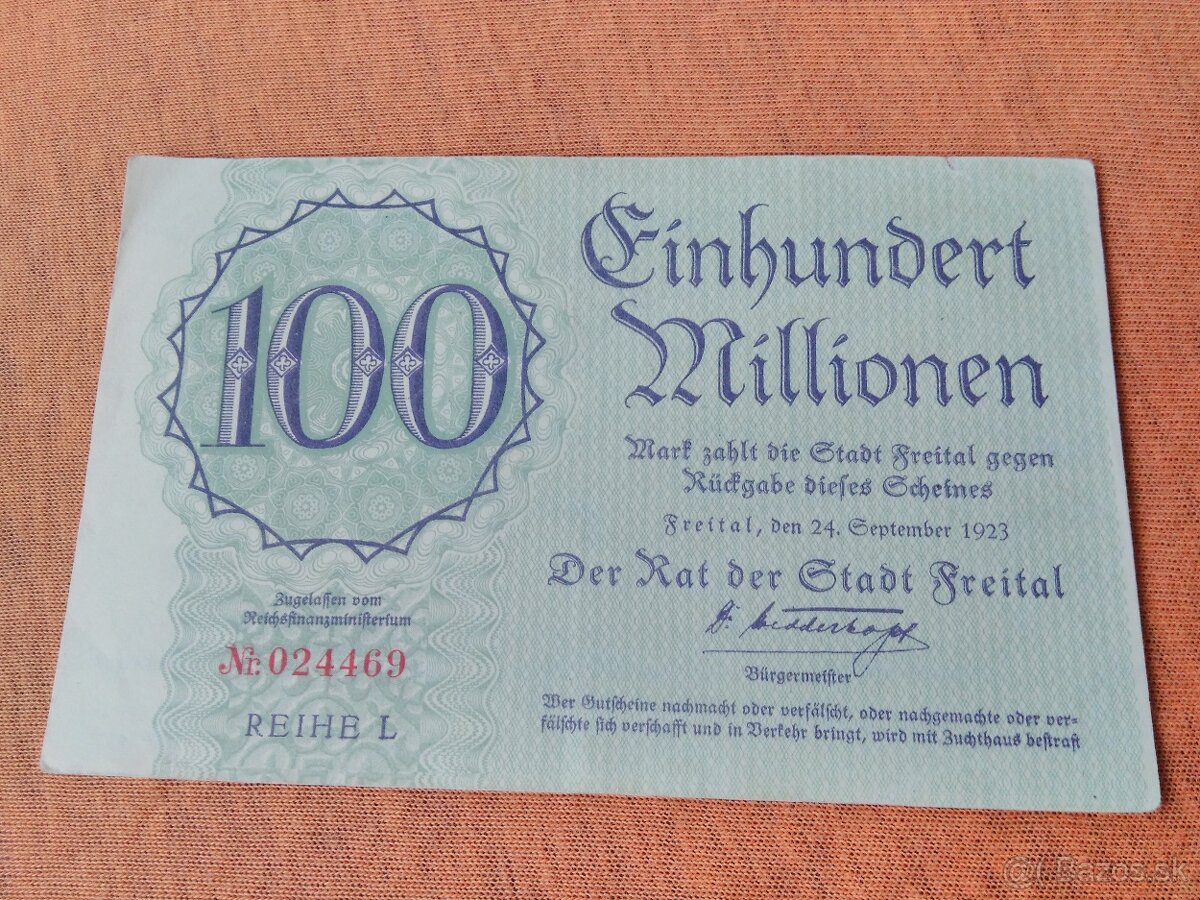 100
Einhundert
Millionen
Mark zahlt die Stadt Freital gegen
Rückgabe dieses Scheines
Freital, den 24. September 1923
Der Rat der Stadt Freital
Bürgermeister
Wer Gutscheine nachmacht oder verfälscht, oder nachgemachte oder ver-
fälschte sich verschafft und in Verkehr bringt, wird mit Zuchthaus bestraft
Zugelassen vom
Reichsfinanzministerium
Nr. 024469
REIHE L
Bazos.sk